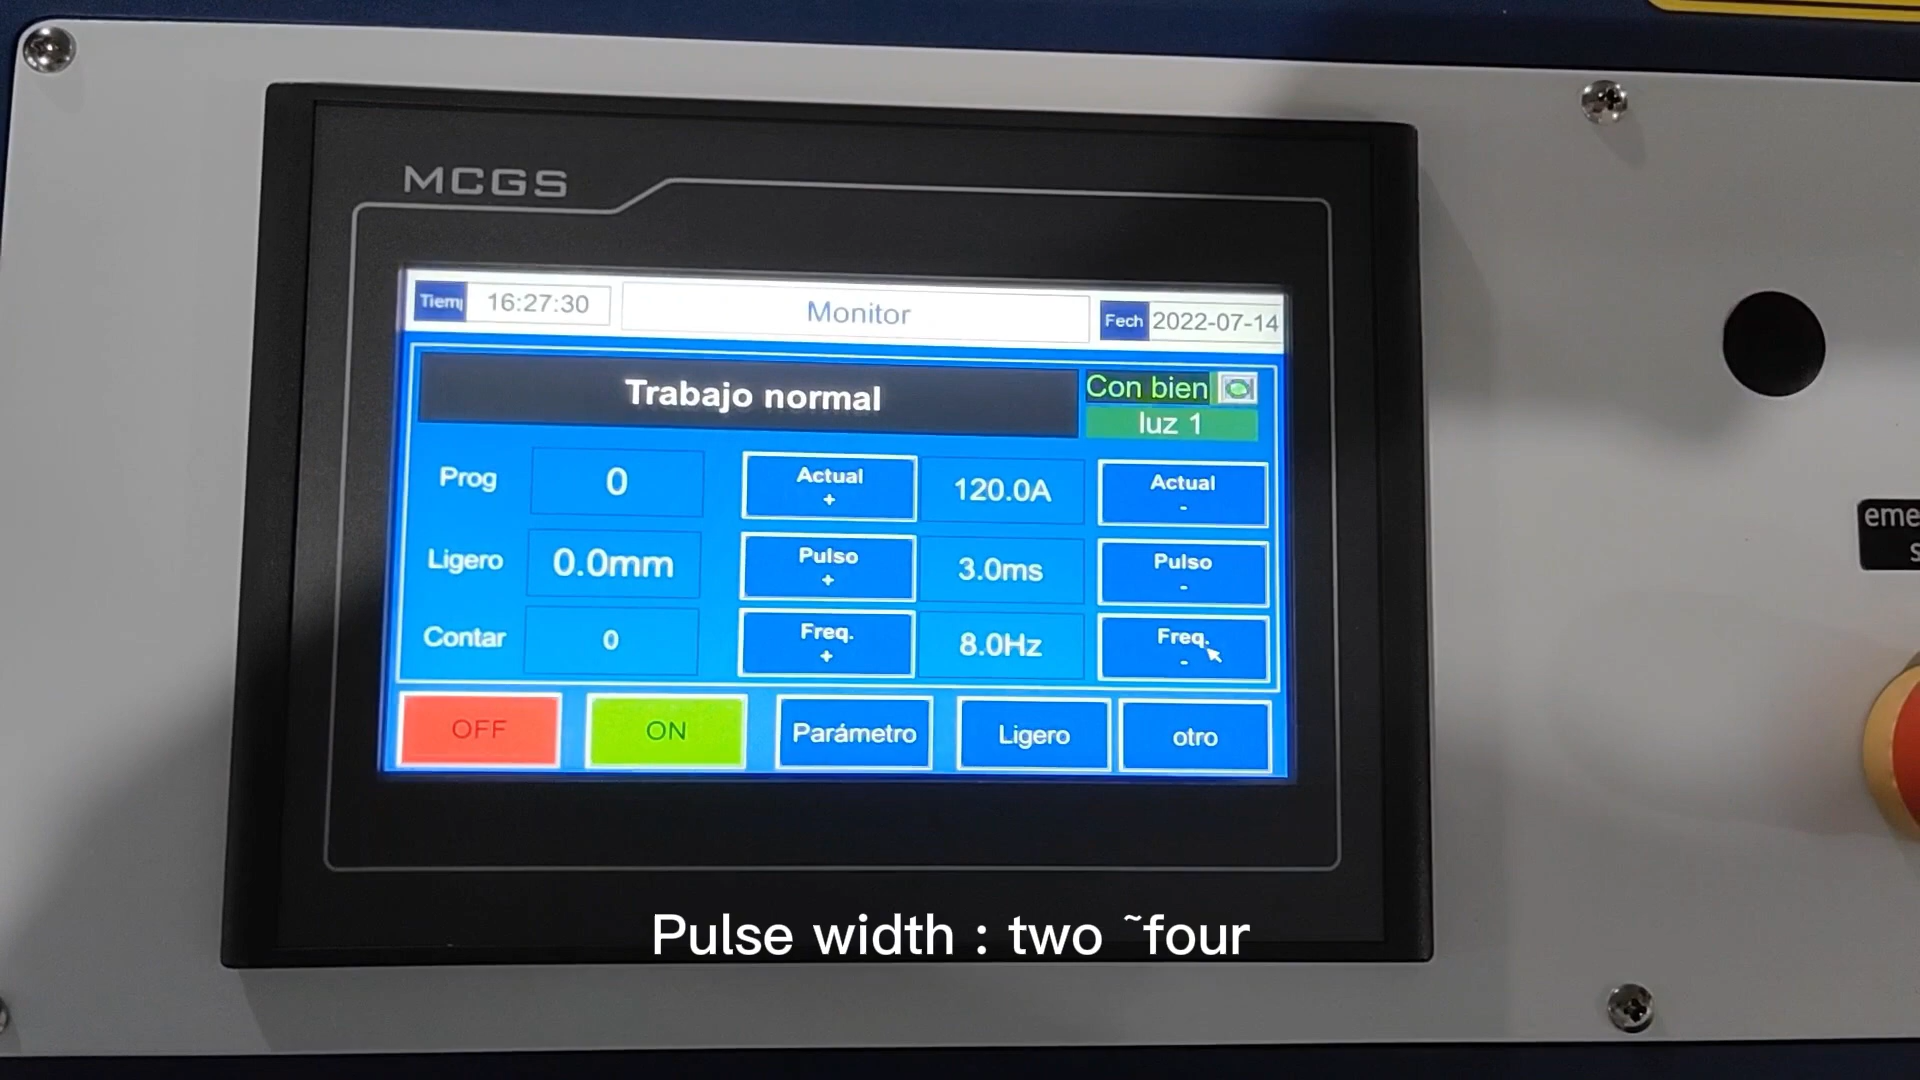 MCGS
Tiem 16:27:30 Monitor Fech 2022-07-14
Trabajo normal
Con bien
luz 1
Prog 0 Actual + 120.0A Actual -
Ligero 0.0mm Pulso + 3.0ms Pulso -
Contar 0 Freq. + 8.0Hz Freq. -
OFF ON Parámetro Ligero otro
eme
s
Pulse width : two ~four